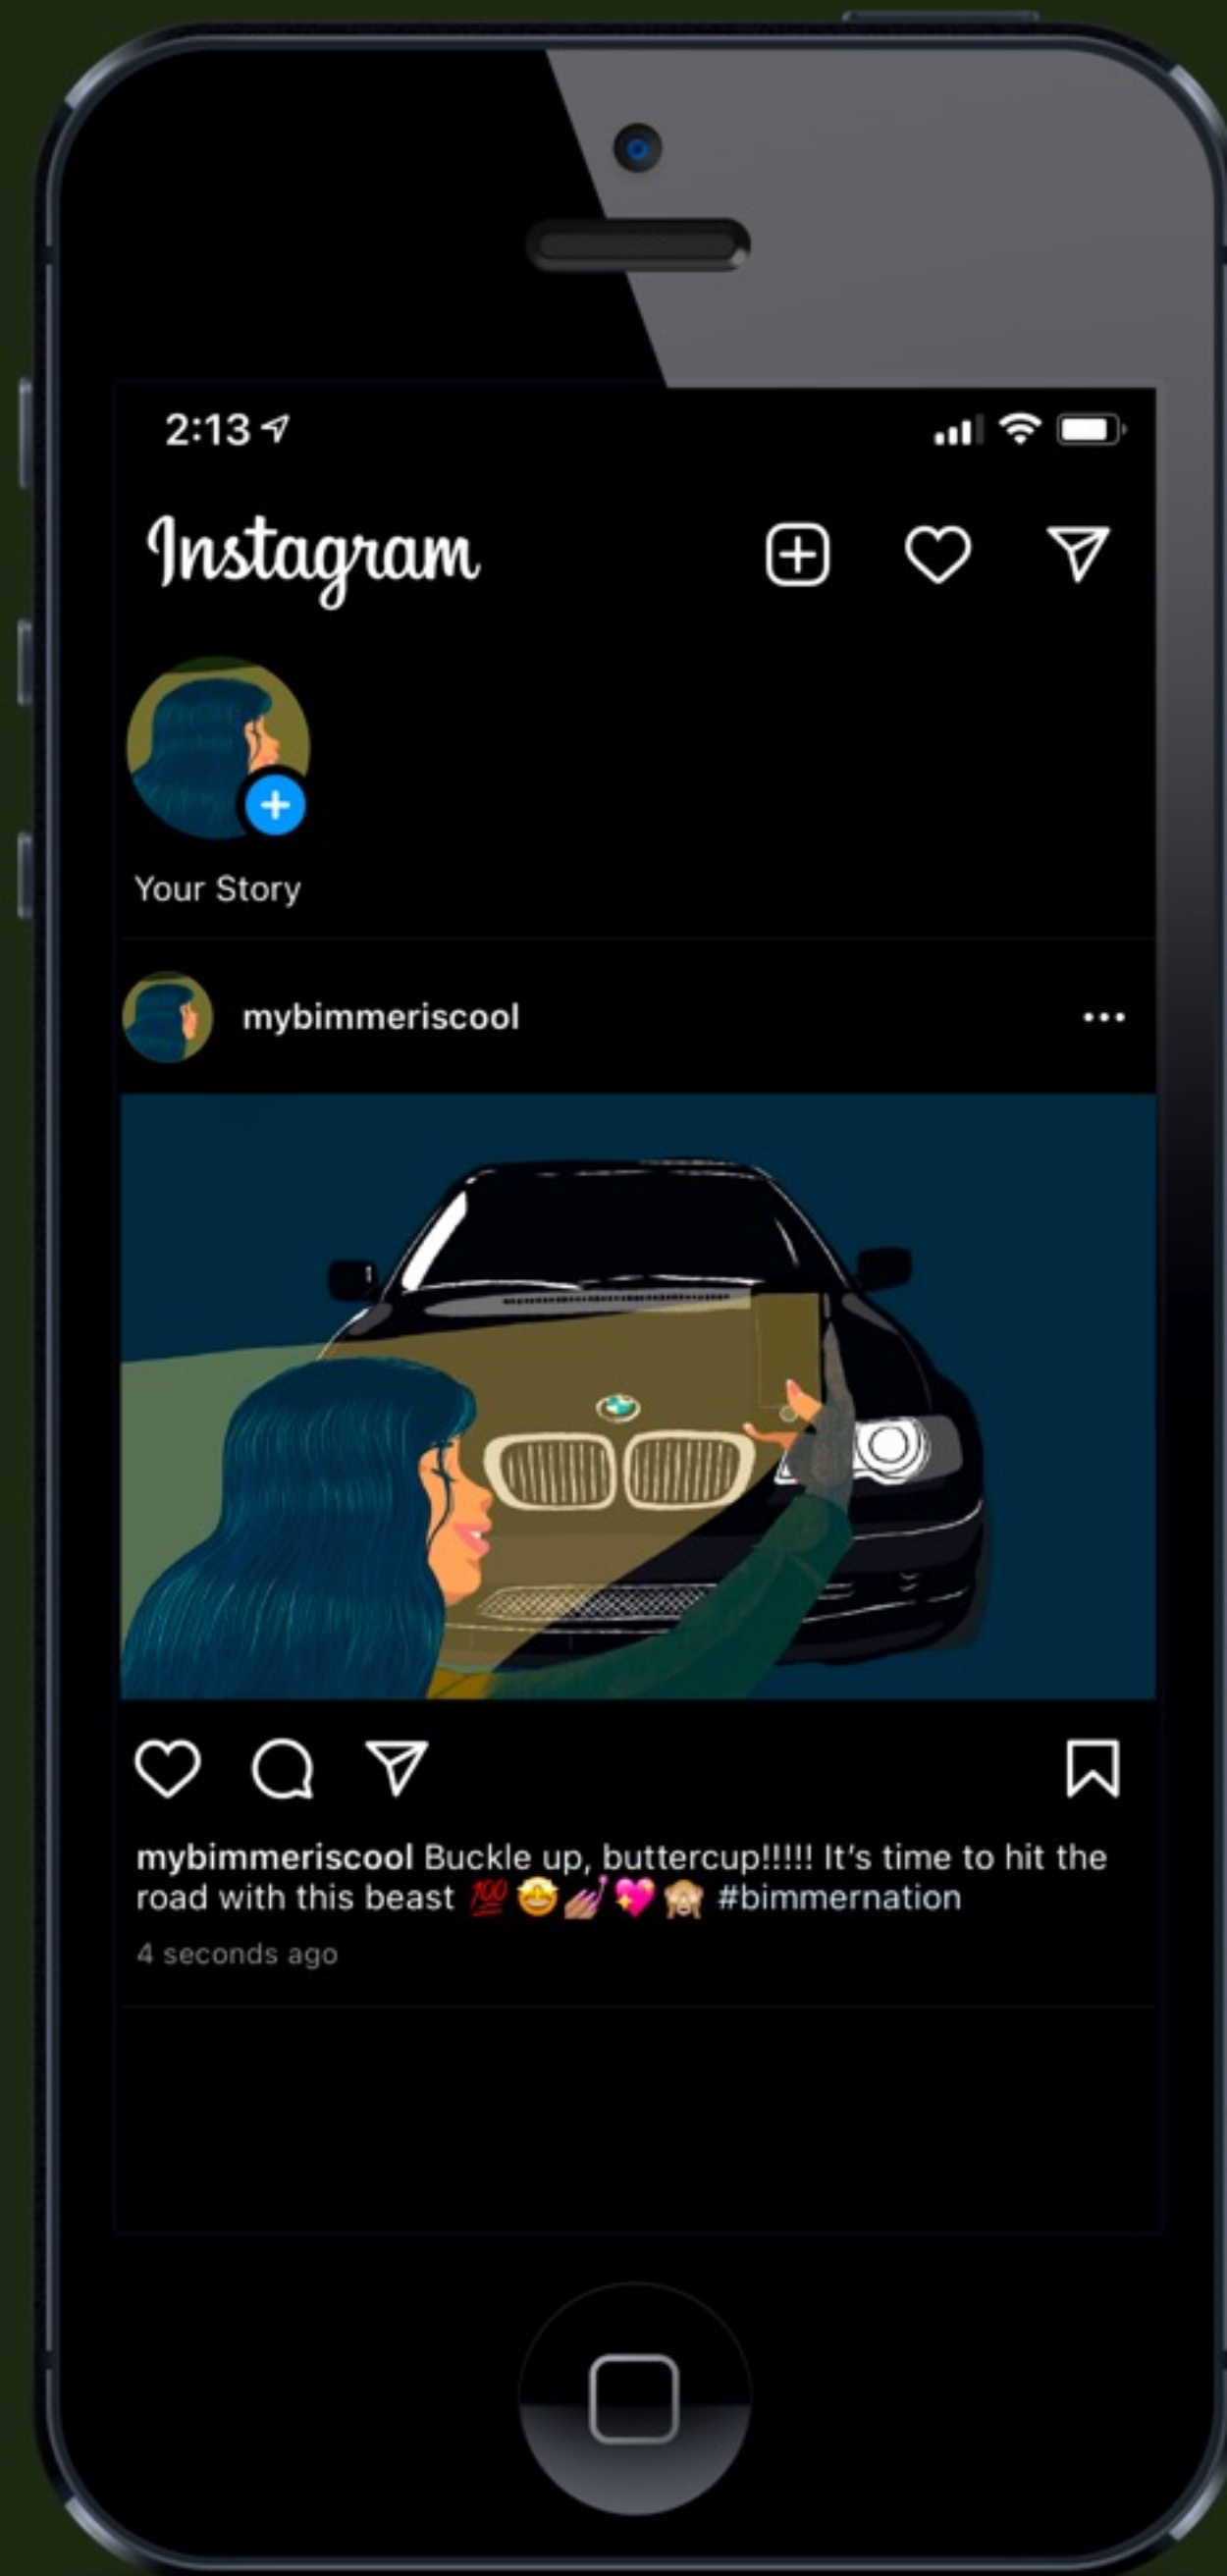 2:13
Instagram
Your Story
mybimmeriscool
mybimmeriscool Buckle up, buttercup!!!!! It’s time to hit the
road with this beast 💯🤩💅🏽💖🙈 #bimmernation
4 seconds ago